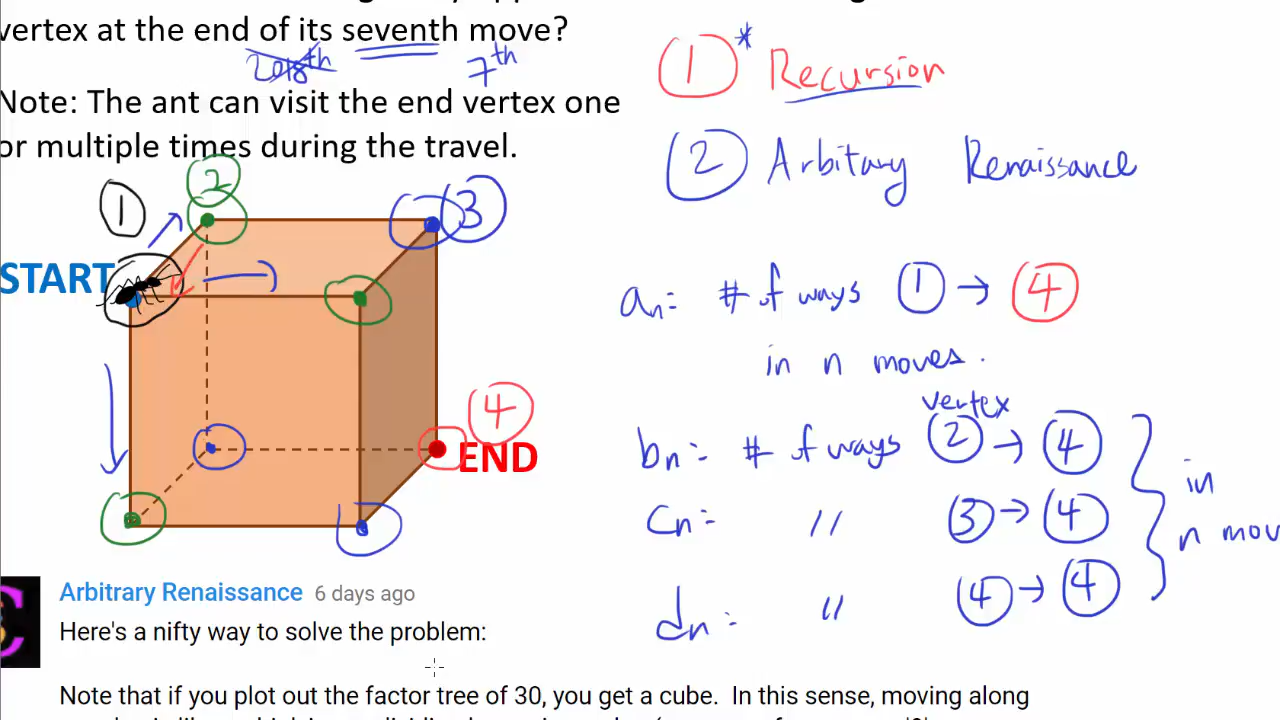 vertex at the end of its seventh move?
2018th 7th
Note: The ant can visit the end vertex one
or multiple times during the travel.
1* Recursion
2 Arbitary Renaissance
1
2
3
START
an = # of ways 1 → 4
in n moves.
vertex
bn = # of ways 2 → 4
cn = // 3 → 4
dn = // 4 → 4
in
n mov
4
END
Arbitrary Renaissance 6 days ago
Here's a nifty way to solve the problem:
Note that if you plot out the factor tree of 30, you get a cube. In this sense, moving along